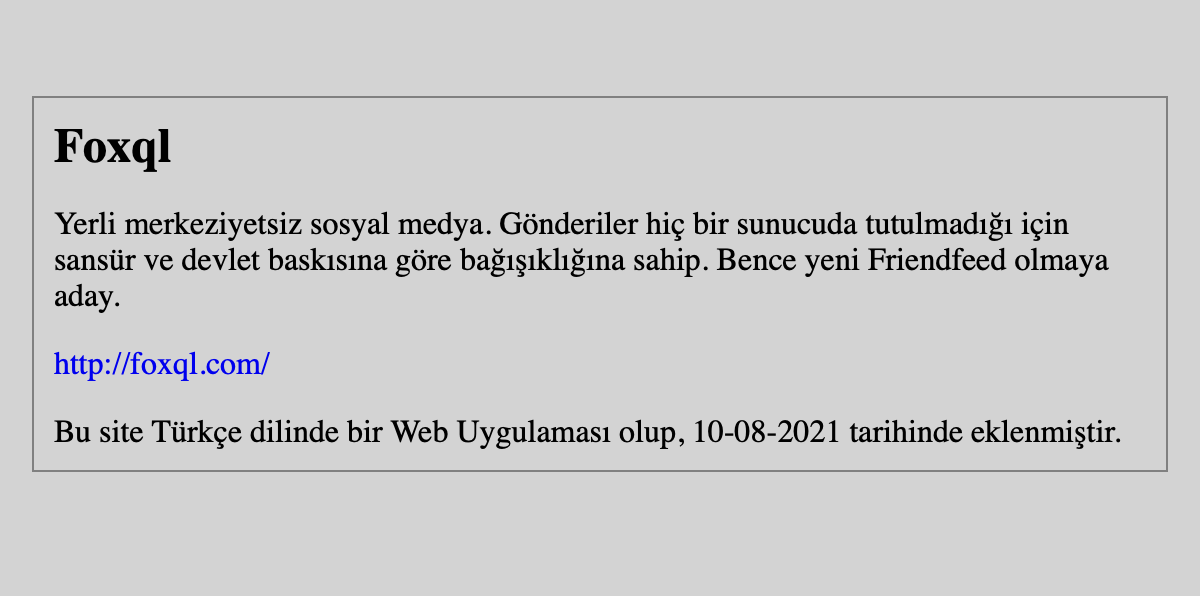 Foxql
Yerli merkeziyetsiz sosyal medya. Gönderiler hiç bir sunucuda tutulmadığı için
sansür ve devlet baskısına göre bağışıklığına sahip. Bence yeni Friendfeed olmaya
aday.
http://foxql.com/
Bu site Türkçe dilinde bir Web Uygulaması olup, 10-08-2021 tarihinde eklenmiştir.